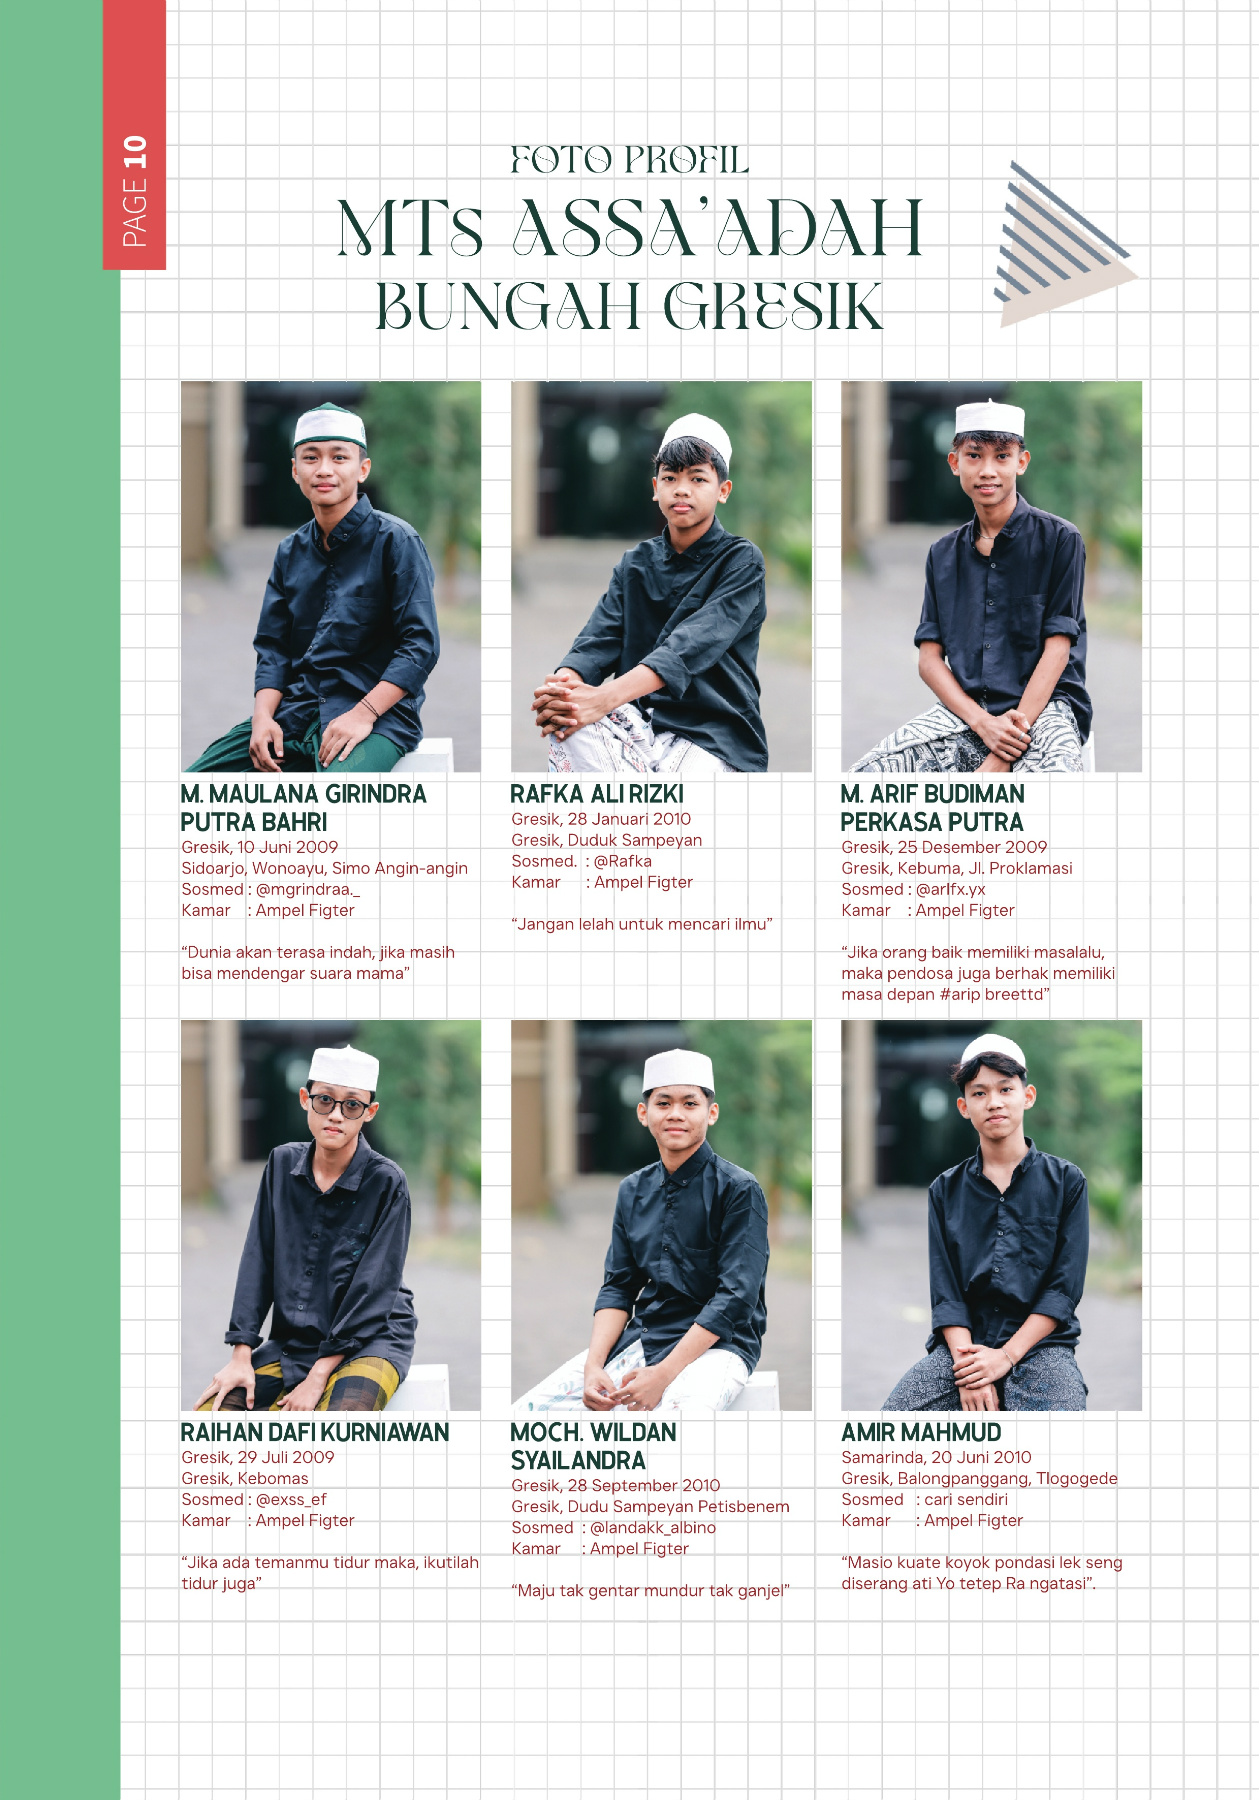 PAGE 10
FOTO PROFIL
MTs ASSA'ADAH
BUNGAH GRESIK
M. MAULANA GIRINDRA
PUTRA BAHRI
Gresik, 10 Juni 2009
Sidoarjo, Wonoayu, Simo Angin-angin
Sosmed : @mgrindraa._
Kamar : Ampel Figter
“Dunia akan terasa indah, jika masih
bisa mendengar suara mama”
RAFKA ALI RIZKI
Gresik, 28 Januari 2010
Gresik, Duduk Sampeyan
Sosmed. : @Rafka
Kamar : Ampel Figter
“Jangan lelah untuk mencari ilmu”
M. ARIF BUDIMAN
PERKASA PUTRA
Gresik, 25 Desember 2009
Gresik, Kebuma, Jl. Proklamasi
Sosmed : @arlfx.yx
Kamar : Ampel Figter
“Jika orang baik memiliki masalalu,
maka pendosa juga berhak memiliki
masa depan #arip breettd”
RAIHAN DAFI KURNIAWAN
Gresik, 29 Juli 2009
Gresik, Kebomas
Sosmed : @exss_ef
Kamar : Ampel Figter
“Jika ada temanmu tidur maka, ikutilah
tidur juga”
MOCH. WILDAN
SYAILANDRA
Gresik, 28 September 2010
Gresik, Dudu Sampeyan Petisbenem
Sosmed : @landakk_albino
Kamar : Ampel Figter
“Maju tak gentar mundur tak ganjel”
AMIR MAHMUD
Samarinda, 20 Juni 2010
Gresik, Balongpanggang, Tlogogede
Sosmed : cari sendiri
Kamar : Ampel Figter
“Masio kuate koyok pondasi lek seng
diserang ati Yo tetep Ra ngatasi”.